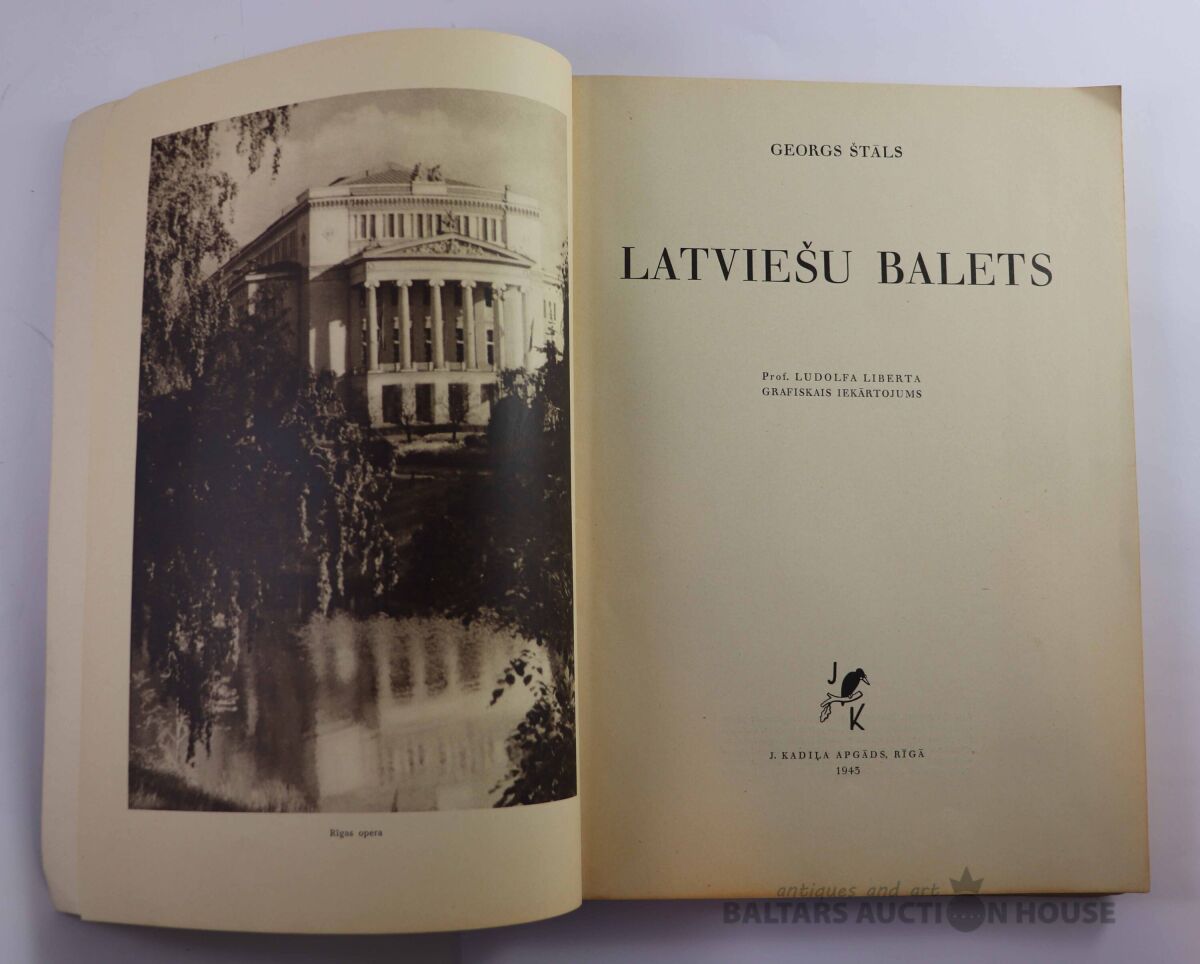 Rīgas opera
GEORGS ŠTĀLS
LATVIEŠU BALETS
Prof. LUDOLFA LIBERTA
GRAFISKAIS IEKĀRTOJUMS
J
K
J. KADIĻA APGĀDS, RĪGĀ
1943
antiques and art
BALTARS AUCTION HOUSE